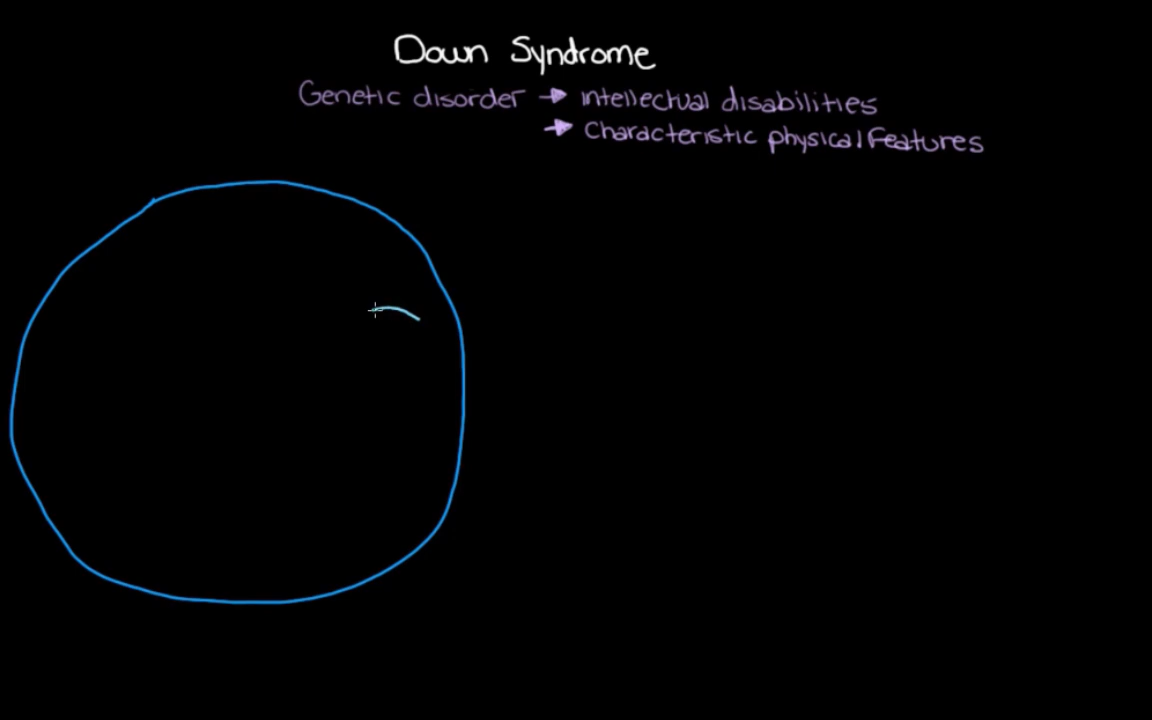 Down Syndrome
Genetic disorder → intellectual disabilities
→ Characteristic physical features